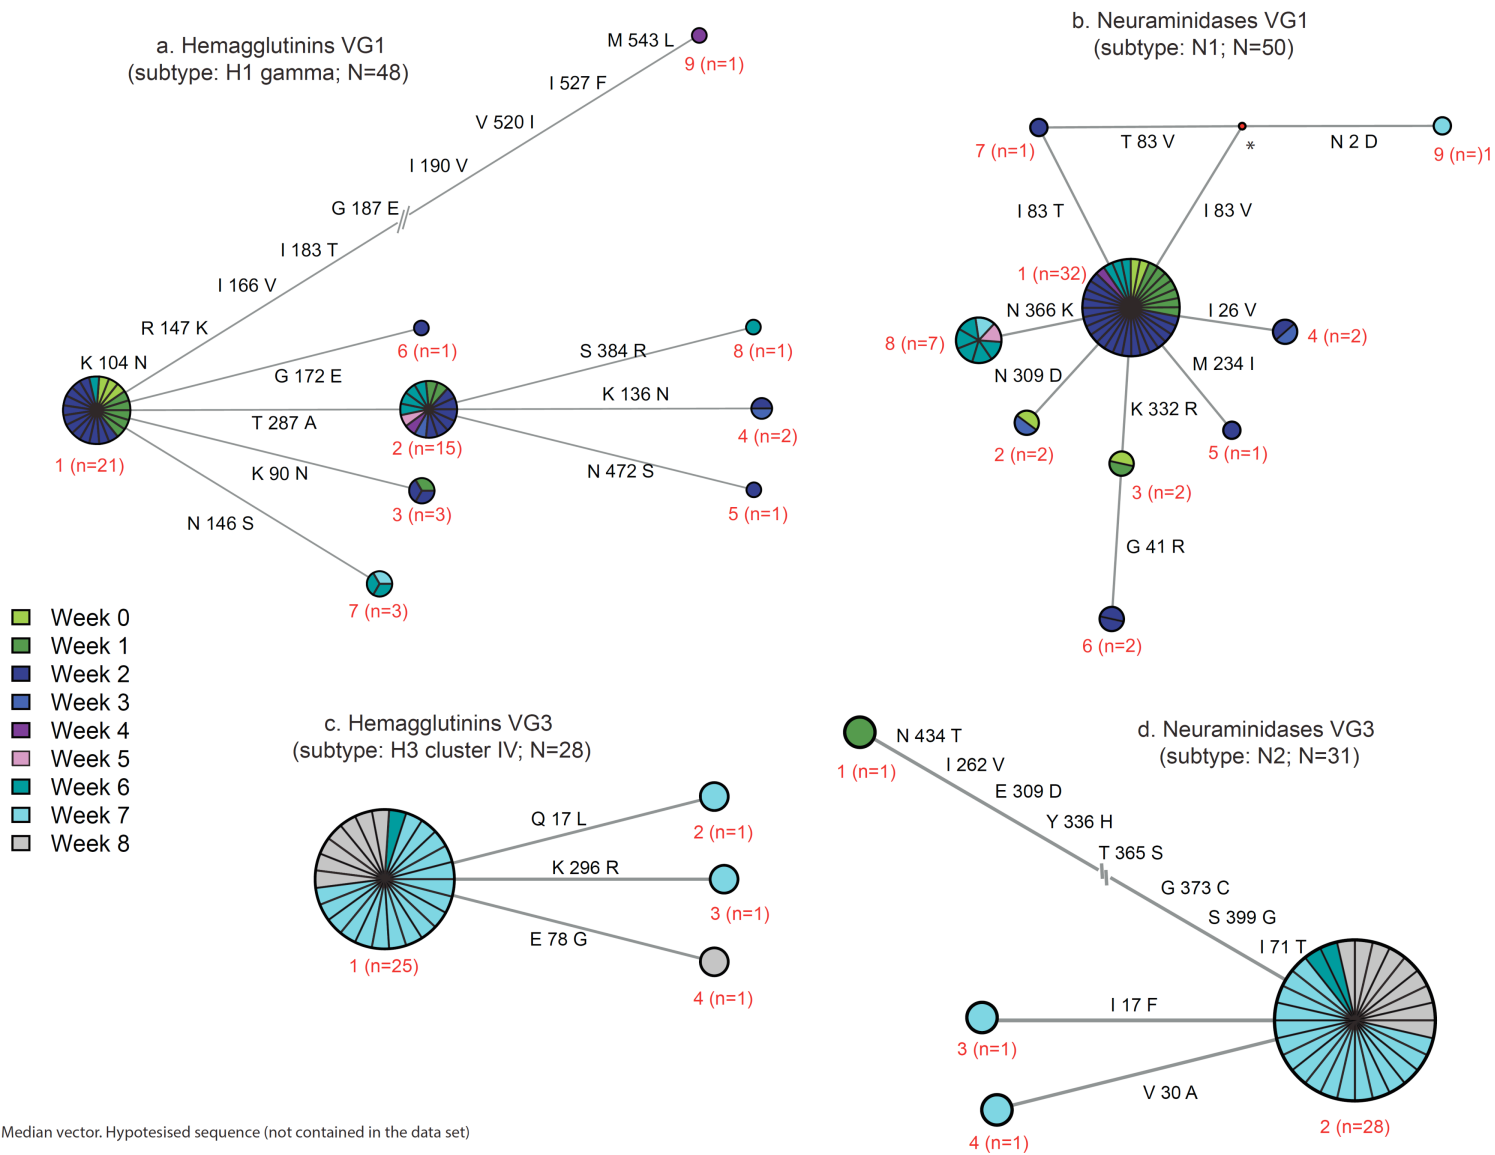 a. Hemagglutinins VG1
(subtype: H1 gamma; N=48)
M 543 L
9 (n=1)
I 527 F
V 520 I
I 190 V
G 187 E
I 183 T
I 166 V
R 147 K
K 104 N
6 (n=1)
G 172 E
S 384 R
8 (n=1)
K 136 N
T 287 A
4 (n=2)
2 (n=15)
1 (n=21)
K 90 N
N 472 S
3 (n=3)
5 (n=1)
N 146 S
7 (n=3)
b. Neuraminidases VG1
(subtype: N1; N=50)
7 (n=1)
T 83 V
*
N 2 D
9 (n=)1
I 83 T
I 83 V
1 (n=32)
N 366 K
I 26 V
8 (n=7)
4 (n=2)
N 309 D
M 234 I
K 332 R
2 (n=2)
5 (n=1)
3 (n=2)
G 41 R
6 (n=2)
Week 0
Week 1
Week 2
Week 3
Week 4
Week 5
Week 6
Week 7
Week 8
c. Hemagglutinins VG3
(subtype: H3 cluster IV; N=28)
Q 17 L
2 (n=1)
K 296 R
3 (n=1)
E 78 G
1 (n=25)
4 (n=1)
d. Neuraminidases VG3
(subtype: N2; N=31)
N 434 T
1 (n=1)
I 262 V
E 309 D
Y 336 H
T 365 S
G 373 C
S 399 G
I 71 T
I 17 F
3 (n=1)
V 30 A
2 (n=28)
4 (n=1)
Median vector. Hypotesised sequence (not contained in the data set)